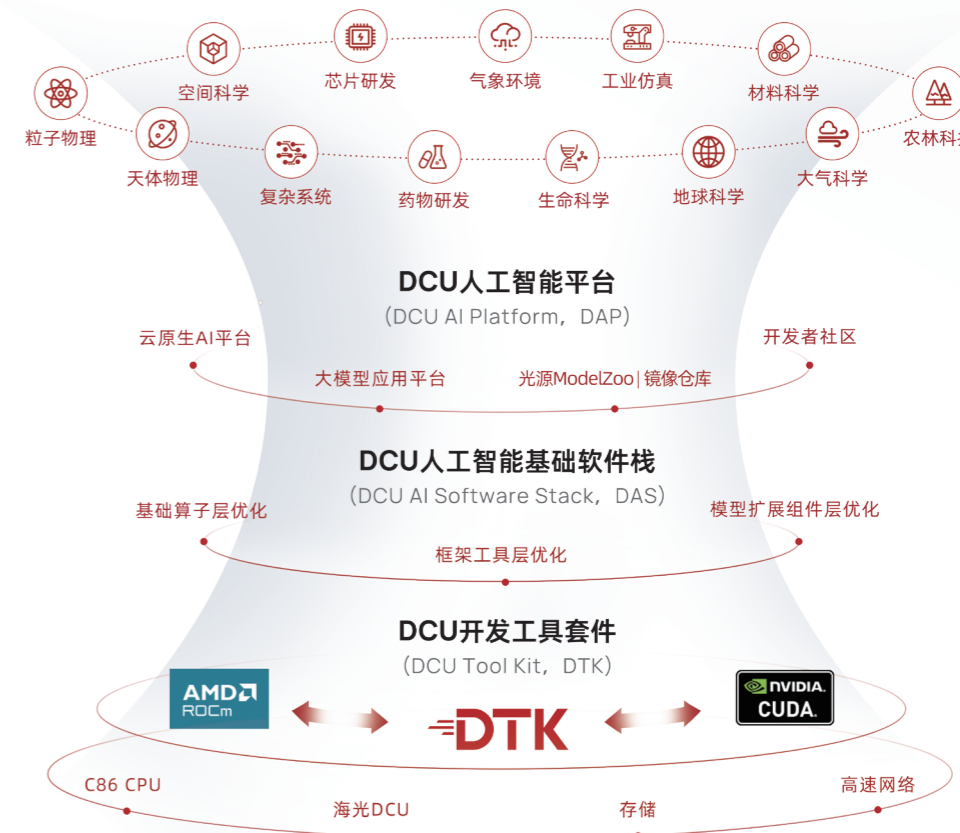 空间科学
芯片研发
气象环境
工业仿真
材料科学
粒子物理
农林科
天体物理
复杂系统
药物研发
生命科学
地球科学
大气科学
DCU人工智能平台
(DCU AI Platform, DAP)
云原生AI平台
开发者社区
大模型应用平台
光源ModelZoo|镜像仓库
DCU人工智能基础软件栈
(DCU AI Software Stack, DAS)
基础算子层优化
模型扩展组件层优化
框架工具层优化
DCU开发工具套件
(DCU Tool Kit, DTK)
AMD
ROCm
DTK
NVIDIA.
CUDA.
C86 CPU
海光DCU
存储
高速网络